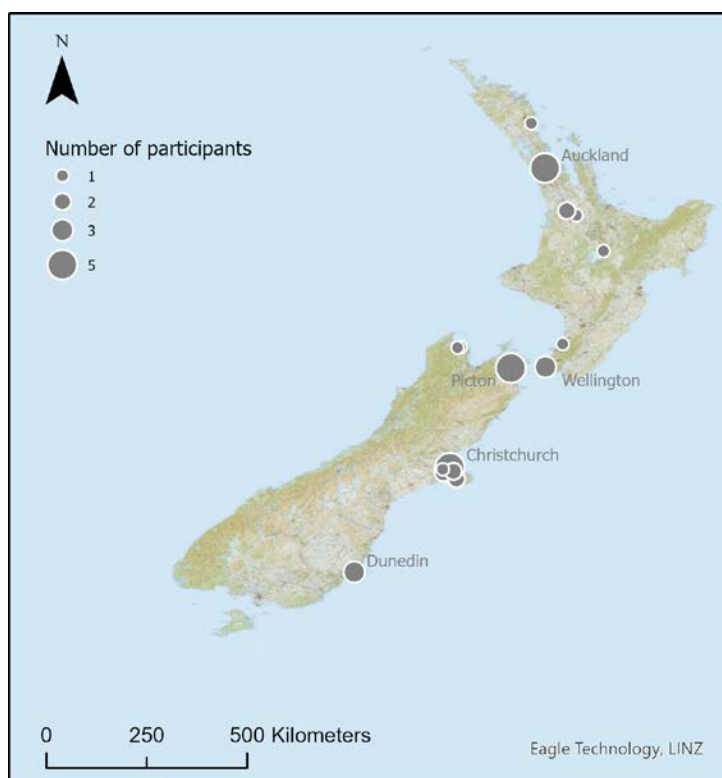 N
Number of participants
1
2
3
5
Auckland
Picton
Wellington
Christchurch
Dunedin
0 250 500 Kilometers
Eagle Technology, LINZ